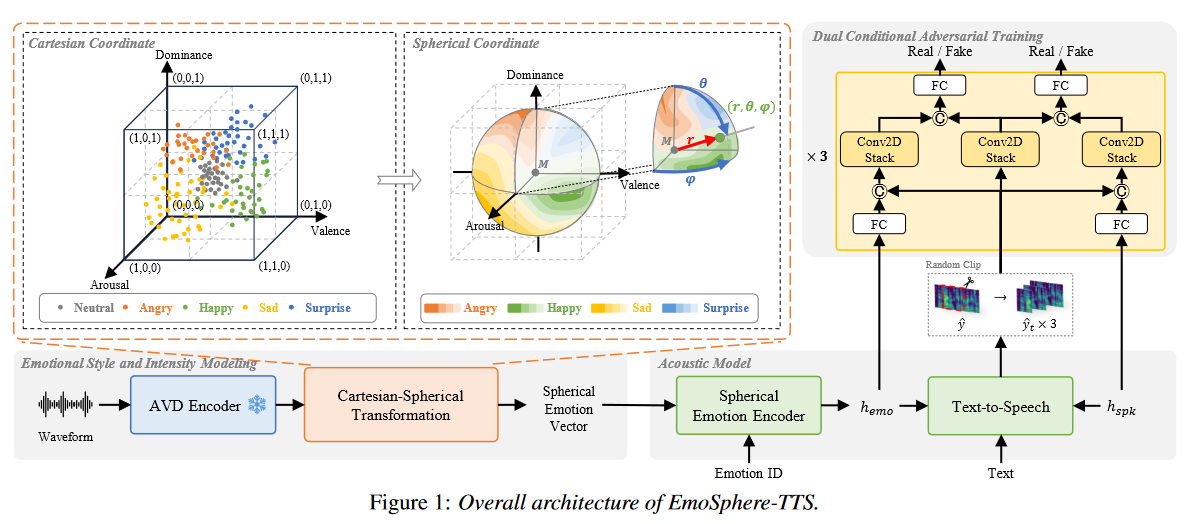 Cartesian Coordinate
Dominance
(0,0,1)
(0,1,1)
(1,0,1)
(1,1,1)
(0,0,0)
(0,1,0)
Valence
(1,0,0)
(1,1,0)
Arousal
Neutral Angry Happy Sad Surprise
Spherical Coordinate
Dominance
M
Valence
Arousal
θ
(r, θ, φ)
M
r
φ
Angry Happy Sad Surprise
Dual Conditional Adversarial Training
Real / Fake Real / Fake
FC FC
C C
× 3
Conv2D Stack
Conv2D Stack
Conv2D Stack
C C
FC FC
Random Clip
→
ŷ
ŷₜ × 3
Emotional Style and Intensity Modeling
Waveform
AVD Encoder
Cartesian-Spherical
Transformation
Spherical
Emotion
Vector
Acoustic Model
Spherical
Emotion Encoder
Emotion ID
h_emo
Text-to-Speech
Text
h_spk
Figure 1: Overall architecture of EmoSphere-TTS.